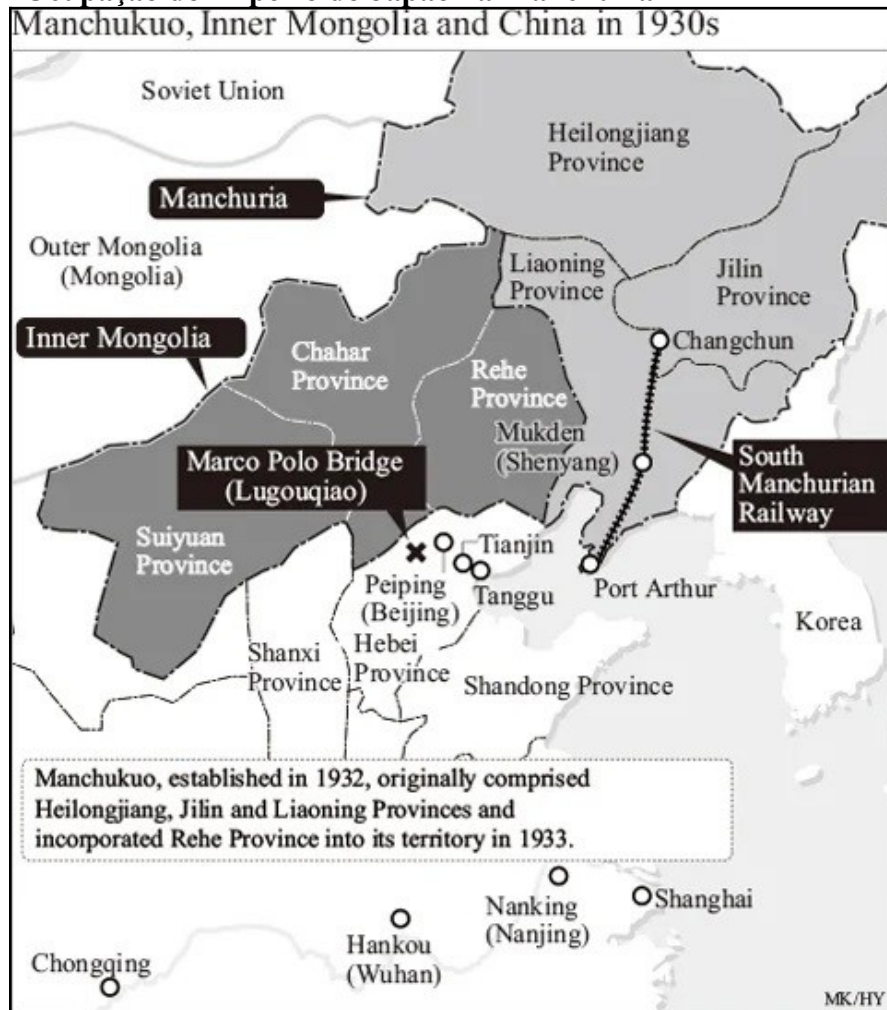 Manchukuo, Inner Mongolia and China in 1930s
Soviet Union
Heilongjiang
Province
Manchuria
Outer Mongolia
(Mongolia)
Liaoning
Province
Jilin
Province
Inner Mongolia
Chahar
Province
Rehe
Province
Changchun
Mukden
(Shenyang)
Marco Polo Bridge
(Lugouqiao)
South
Manchurian
Railway
Suiyuan
Province
Tianjin
Peiping
(Beijing)
Tanggu
Port Arthur
Korea
Shanxi
Province
Hebei
Province
Shandong Province
Manchukuo, established in 1932, originally comprised
Heilongjiang, Jilin and Liaoning Provinces and
incorporated Rehe Province into its territory in 1933.
Nanking
(Nanjing)
Shanghai
Hankou
(Wuhan)
Chongqing
MK/HY